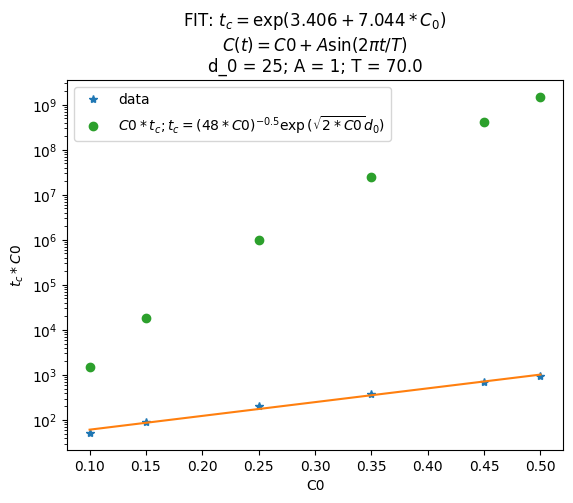 FIT: t_c = exp(3.406 + 7.044 * C_0)
C(t) = C0 + A sin(2πt/T)
d_0 = 25; A = 1; T = 70.0
data
C0 * t_c; t_c = (48 * C0)^{-0.5} exp (√(2 * C0) d_0)
10^9
10^8
10^7
10^6
10^5
10^4
10^3
10^2
t_c * C0
0.10 0.15 0.20 0.25 0.30 0.35 0.40 0.45 0.50
C0